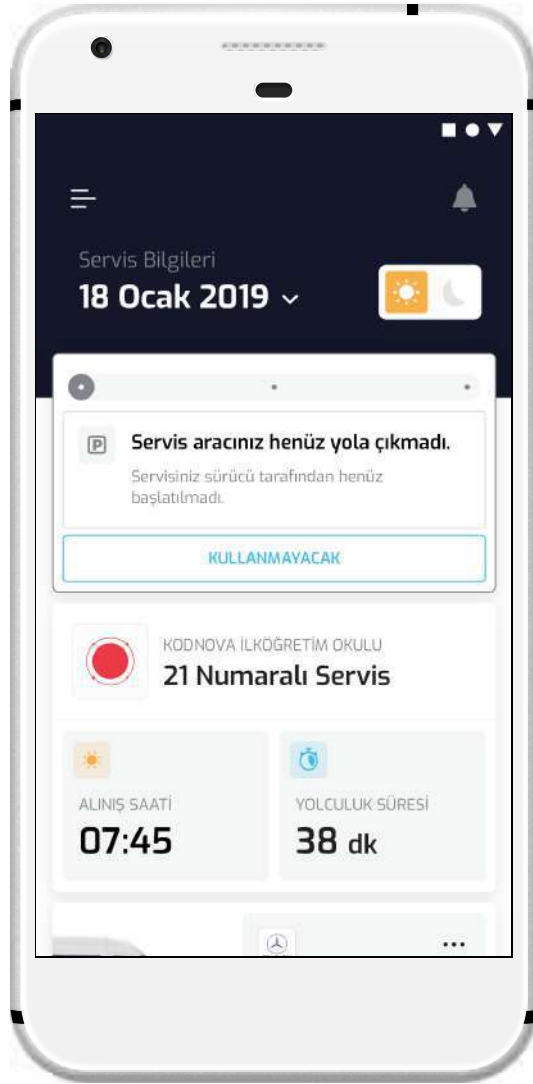 Servis Bilgileri
18 Ocak 2019
Servis aracınız henüz yola çıkmadı.
Servisiniz sürücü tarafından henüz
başlatılmadı.
KULLANMAYACAK
KODNOVA İLKÖĞRETİM OKULU
21 Numaralı Servis
ALINIŞ SAATİ
07:45
YOLCULUK SÜRESİ
38 dk